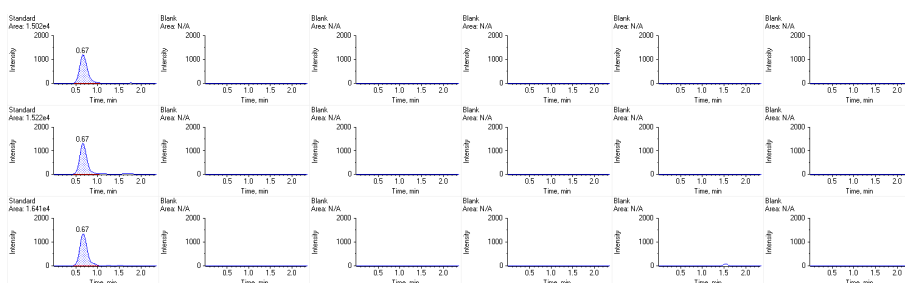 Standard Blank Blank Blank Blank Blank
Area: 1.502e4 Area: N/A Area: N/A Area: N/A Area: N/A Area: N/A
2000 2000 2000 2000 2000 2000
0.67
Intensity Intensity Intensity Intensity Intensity Intensity
1000 1000 1000 1000 1000 1000
0 0 0 0 0 0
0.5 1.0 1.5 2.0 0.5 1.0 1.5 2.0 0.5 1.0 1.5 2.0 0.5 1.0 1.5 2.0 0.5 1.0 1.5 2.0 0.5 1.0 1.5 2.0
Time, min Time, min Time, min Time, min Time, min Time, min
Standard Blank Blank Blank Blank Blank
Area: 1.522e4 Area: N/A Area: N/A Area: N/A Area: N/A Area: N/A
2000 2000 2000 2000 2000 2000
0.67
Intensity Intensity Intensity Intensity Intensity Intensity
1000 1000 1000 1000 1000 1000
0 0 0 0 0 0
0.5 1.0 1.5 2.0 0.5 1.0 1.5 2.0 0.5 1.0 1.5 2.0 0.5 1.0 1.5 2.0 0.5 1.0 1.5 2.0 0.5 1.0 1.5 2.0
Time, min Time, min Time, min Time, min Time, min Time, min
Standard Blank Blank Blank Blank Blank
Area: 1.641e4 Area: N/A Area: N/A Area: N/A Area: N/A Area: N/A
2000 2000 2000 2000 2000 2000
0.67
Intensity Intensity Intensity Intensity Intensity Intensity
1000 1000 1000 1000 1000 1000
0 0 0 0 0 0
0.5 1.0 1.5 2.0 0.5 1.0 1.5 2.0 0.5 1.0 1.5 2.0 0.5 1.0 1.5 2.0 0.5 1.0 1.5 2.0 0.5 1.0 1.5 2.0
Time, min Time, min Time, min Time, min Time, min Time, min